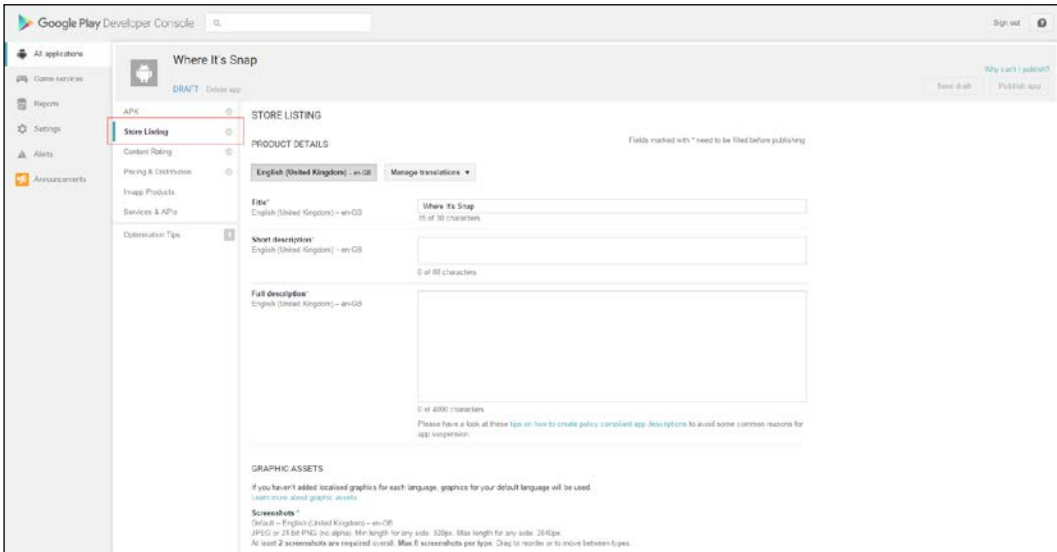 Google Play Developer Console
Sign out
All applications
Game services
Reports
Settings
Alerts
Announcements
Where It's Snap
DRAFT Delete app
Why can't I publish?
Save draft Publish app
APK
Store Listing
Content Rating
Pricing & Distribution
In-app Products
Services & APIs
Optimisation Tips
STORE LISTING
PRODUCT DETAILS
Fields marked with * need to be filled before publishing
English (United Kingdom) – en-GB Manage translations
Title*
English (United Kingdom) – en-GB
Where It's Snap
15 of 30 characters
Short description*
English (United Kingdom) – en-GB
0 of 80 characters
Full description*
English (United Kingdom) – en-GB
0 of 4000 characters
Please have a look at these tips on how to create policy compliant app descriptions to avoid some common reasons for
app suspension
GRAPHIC ASSETS
If you haven't added localised graphics for each language, graphics for your default language will be used.
Learn more about graphic assets
Screenshots *
Default – English (United Kingdom) – en-GB
JPEG or 24-bit PNG (no alpha). Min length for any side: 320px. Max length for any side: 3840px.
At least 2 screenshots are required overall. Max 8 screenshots per type. Drag to reorder or to move between types.